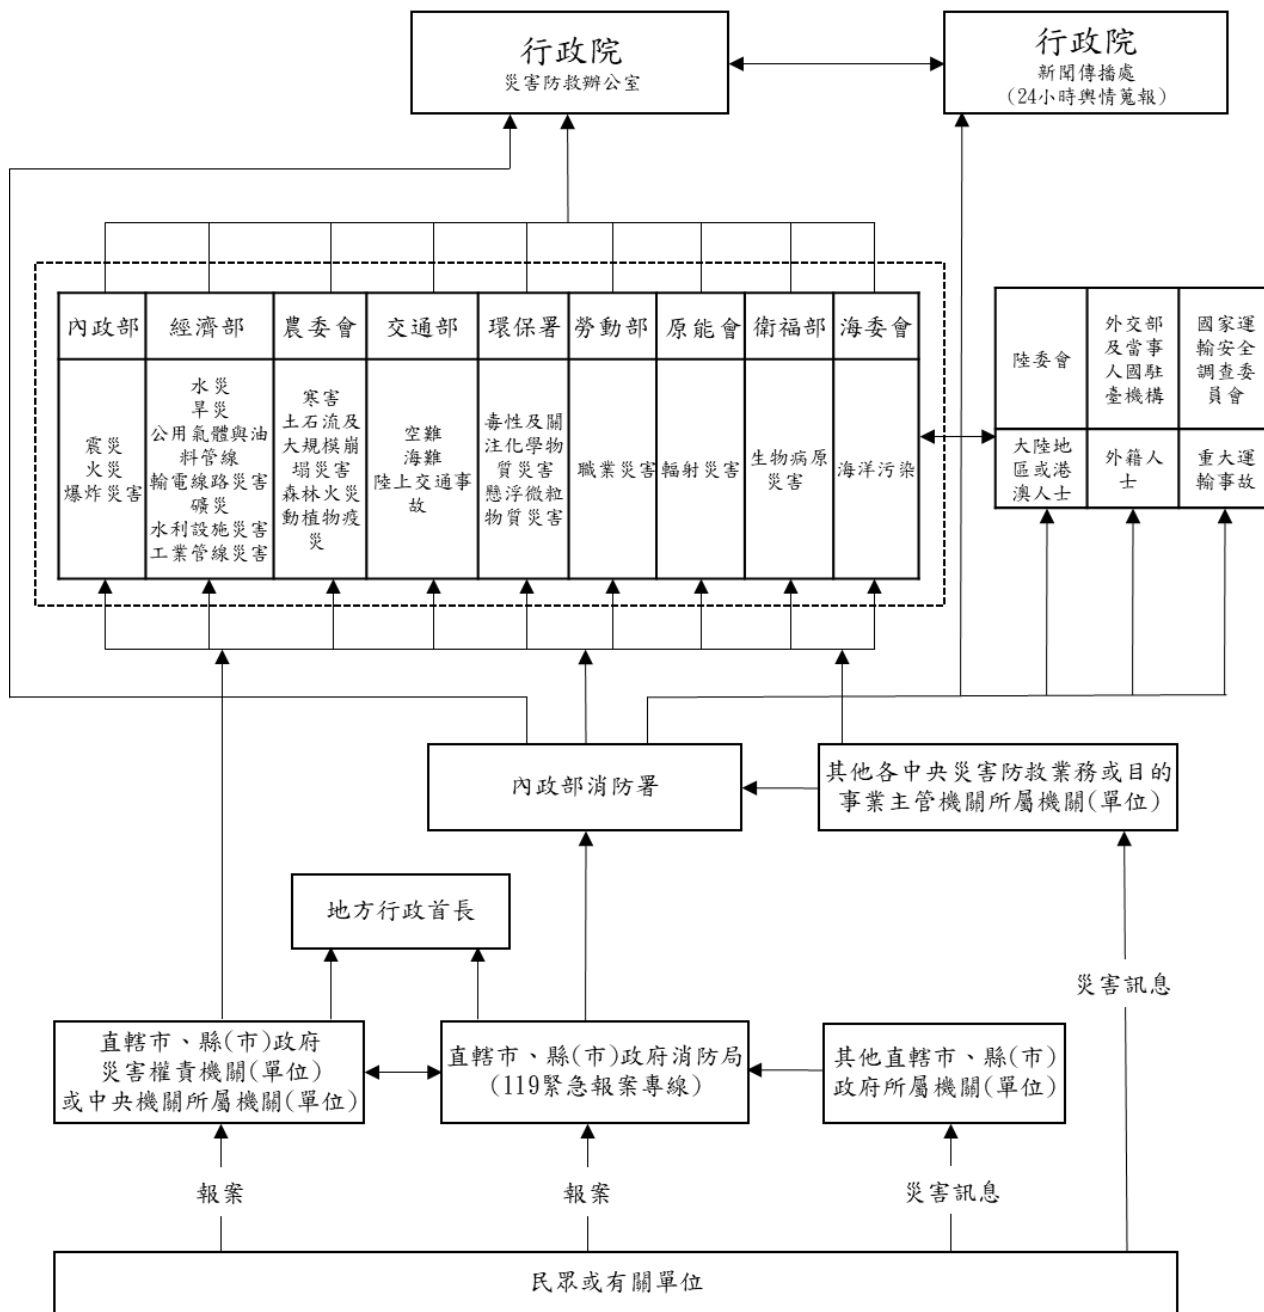 行政院
災害防救辦公室
行政院
新聞傳播處
(24小時輿情蒐報)
內政部
經濟部
農委會
交通部
環保署
勞動部
原能會
衛福部
海委會
震災
火災
爆炸災害
水災
旱災
公用氣體與油
料管線
輸電線路災害
礦災
水利設施災害
工業管線災害
寒害
土石流及
大規模崩
塌災害
森林火災
動植物疫
災
空難
海難
陸上交通事
故
毒性及關
注化學物
質災害
懸浮微粒
物質災害
職業災害
輻射災害
生物病原
災害
海洋污染
陸委會
外交部
及當事
人國駐
臺機構
國家運
輸安全
調查委
員會
大陸地
區或港
澳人士
外籍人
士
重大運
輸事故
內政部消防署
其他各中央災害防救業務或目的
事業主管機關所屬機關(單位)
地方行政首長
災害訊息
直轄市、縣(市)政府
災害權責機關(單位)
或中央機關所屬機關(單位)
直轄市、縣(市)政府消防局
(119緊急報案專線)
其他直轄市、縣(市)
政府所屬機關(單位)
報案
報案
災害訊息
民眾或有關單位